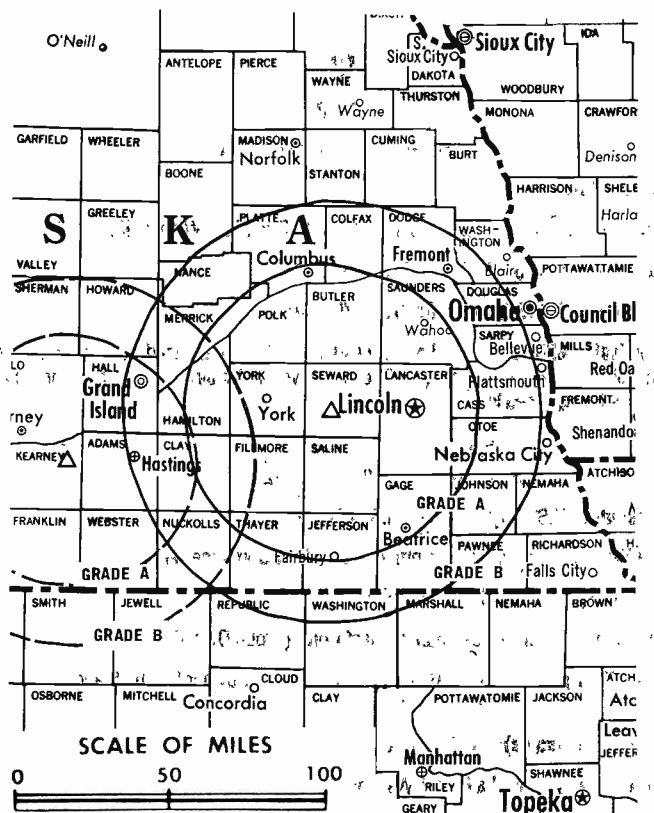 DIXON
O'Neill
S.
Sioux City
Sioux City
IDA
ANTELOPE
PIERCE
WAYNE
Wayne
DAKOTA
THURSTON
WOODBURY
MONONA
CRAWFOR
GARFIELD
WHEELER
MADISON
Norfolk
CUMING
BURT
Denison
BOONE
STANTON
HARRISON
SHELE
Harla
GREELEY
PLATTE
COLFAX
DODGE
WASH-
INGTON
S K A
VALLEY
NANCE
Columbus
Fremont
Blair
POTTAWATTAMIE
SHERMAN
HOWARD
BUTLER
SAUNDERS
DOUGLAS
MERRICK
POLK
Omaha
Council Bl
Wahoo
SARPY
Bellevue
MILLS
LO
HALL
Grand
Island
YORK
SEWARD
LANCASTER
Plattsmouth
Red Oa
York
Lincoln
CASS
FREMONT
rney
HAMILTON
OTOE
Shenando
KEARNEY
ADAMS
CLAY
FILLMORE
SALINE
Nebraska City
Hastings
ATCHISO
GAGE
JOHNSON
NEMAHA
GRADE A
FRANKLIN
WEBSTER
NUCKOLLS
THAYER
JEFFERSON
Beatrice
PAWNEE
RICHARDSON
H
Fairbury
GRADE A
GRADE B
Falls City
SMITH
JEWELL
REPUBLIC
WASHINGTON
MARSHALL
NEMAHA
BROWN
GRADE B
CLOUD
ATCH
OSBORNE
MITCHELL
Concordia
CLAY
POTTAWATOMIE
JACKSON
Atc
Leav
SCALE OF MILES
JEFFER
Manhattan
SHAWNEE
0 50 100
RILEY
GEARY
Topeka